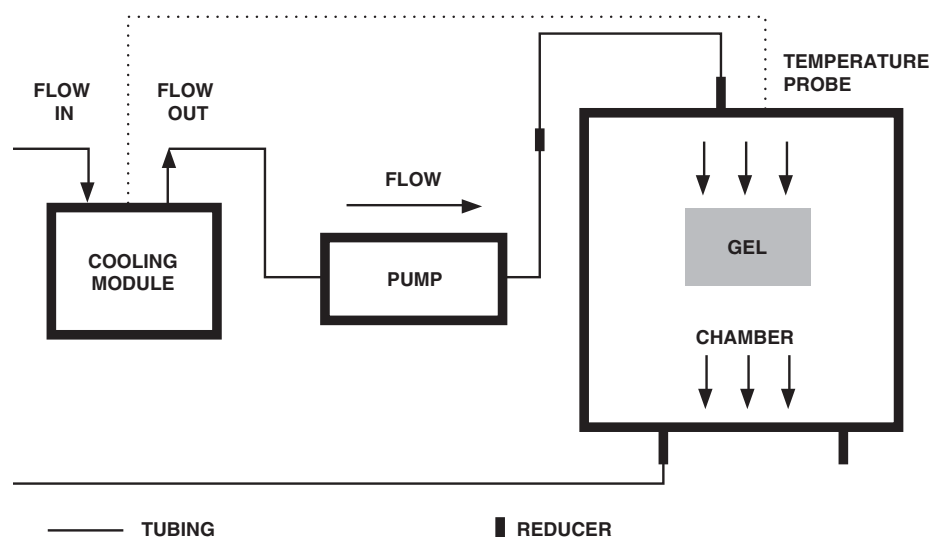 TEMPERATURE
PROBE
FLOW
IN
FLOW
OUT
FLOW
COOLING
MODULE
PUMP
GEL
CHAMBER
TUBING
REDUCER